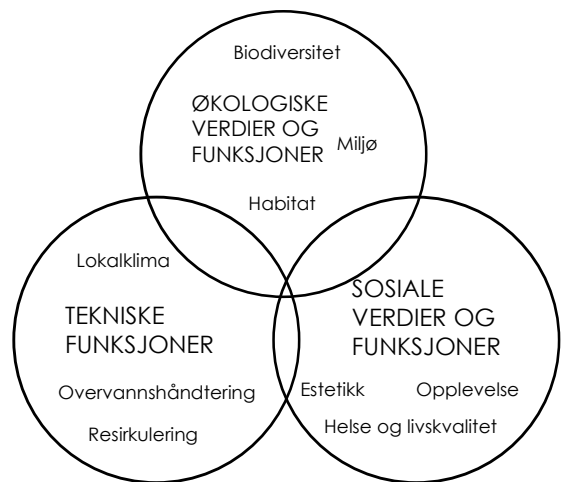 Biodiversitet
ØKOLOGISKE
VERDIER OG
FUNKSJONER
Miljø
Habitat
Lokalklima
TEKNISKE
FUNKSJONER
Overvannshåndtering
Resirkulering
SOSIALE
VERDIER OG
FUNKSJONER
Estetikk
Opplevelse
Helse og livskvalitet